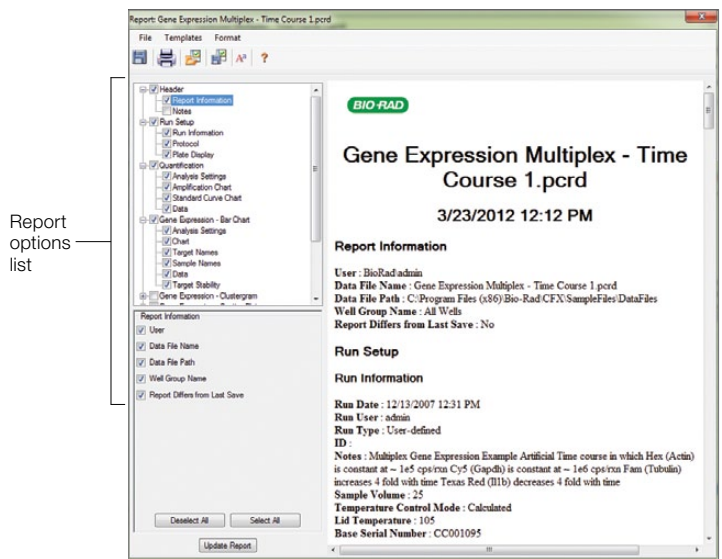 Report: Gene Expression Multiplex - Time Course 1.pcrd
File Templates Format
Report
options
list
Header
Report Information
Notes
Run Setup
Run Information
Protocol
Plate Display
Quantification
Analysis Settings
Amplification Chart
Standard Curve Chart
Data
Gene Expression - Bar Chart
Analysis Settings
Chart
Target Names
Sample Names
Data
Target Stability
Gene Expression - Clustergram
Report Information
User
Data File Name
Data File Path
Well Group Name
Report Differs from Last Save
Deselect All Select All
Update Report
BIO-RAD
Gene Expression Multiplex - Time
Course 1.pcrd
3/23/2012 12:12 PM
Report Information
User : BioRad\admin
Data File Name : Gene Expression Multiplex - Time Course 1.pcrd
Data File Path : C:\Program Files (x86)\Bio-Rad\CFX\SampleFiles\DataFiles
Well Group Name : All Wells
Report Differs from Last Save : No
Run Setup
Run Information
Run Date : 12/13/2007 12:31 PM
Run User : admin
Run Type : User-defined
ID :
Notes : Multiplex Gene Expression Example Artificial Time course in which Hex (Actin)
is constant at ~ 1e5 cps/rxn Cy5 (Gapdh) is constant at ~ 1e6 cps/rxn Fam (Tubulin)
increases 4 fold with time Texas Red (Il1b) decreases 4 fold with time
Sample Volume : 25
Temperature Control Mode : Calculated
Lid Temperature : 105
Base Serial Number : CC001095